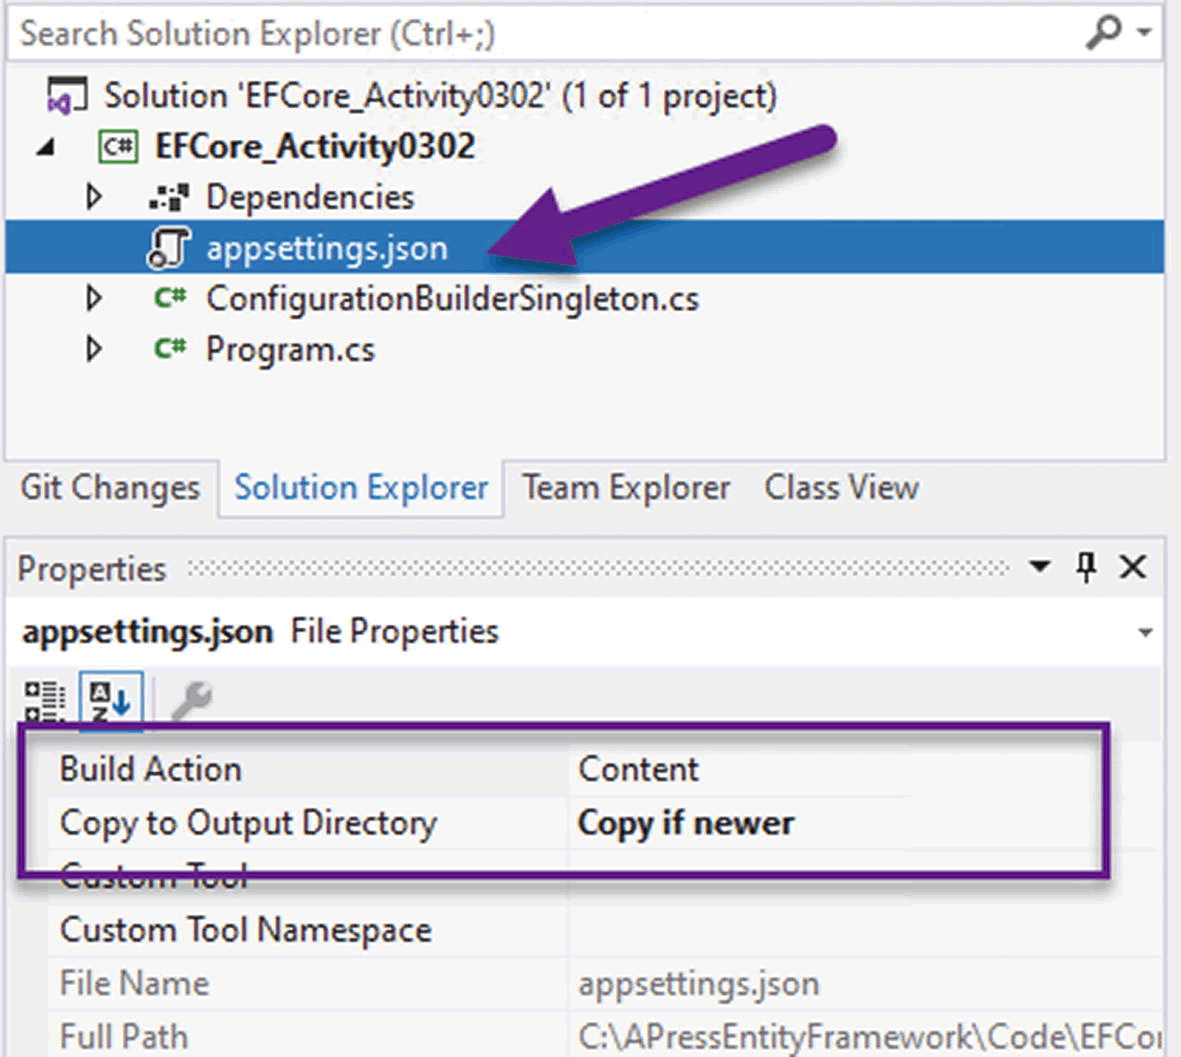 Search Solution Explorer (Ctrl+;)
Solution 'EFCore_Activity0302' (1 of 1 project)
C# EFCore_Activity0302
Dependencies
appsettings.json
C# ConfigurationBuilderSingleton.cs
C# Program.cs
Git Changes Solution Explorer Team Explorer Class View
Properties
appsettings.json File Properties
A
Z
Build Action Content
Copy to Output Directory Copy if newer
Custom Tool
Custom Tool Namespace
File Name appsettings.json
Full Path C:\APressEntityFramework\Code\EFCor